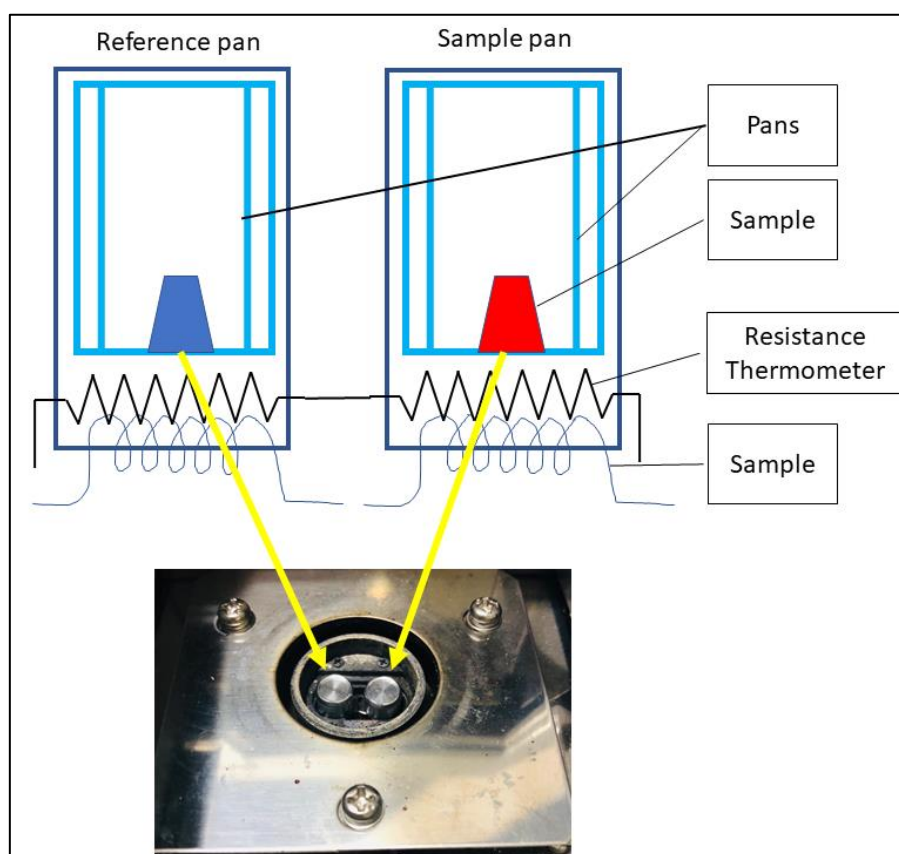 Reference pan
Sample pan
Pans
Sample
Resistance
Thermometer
Sample